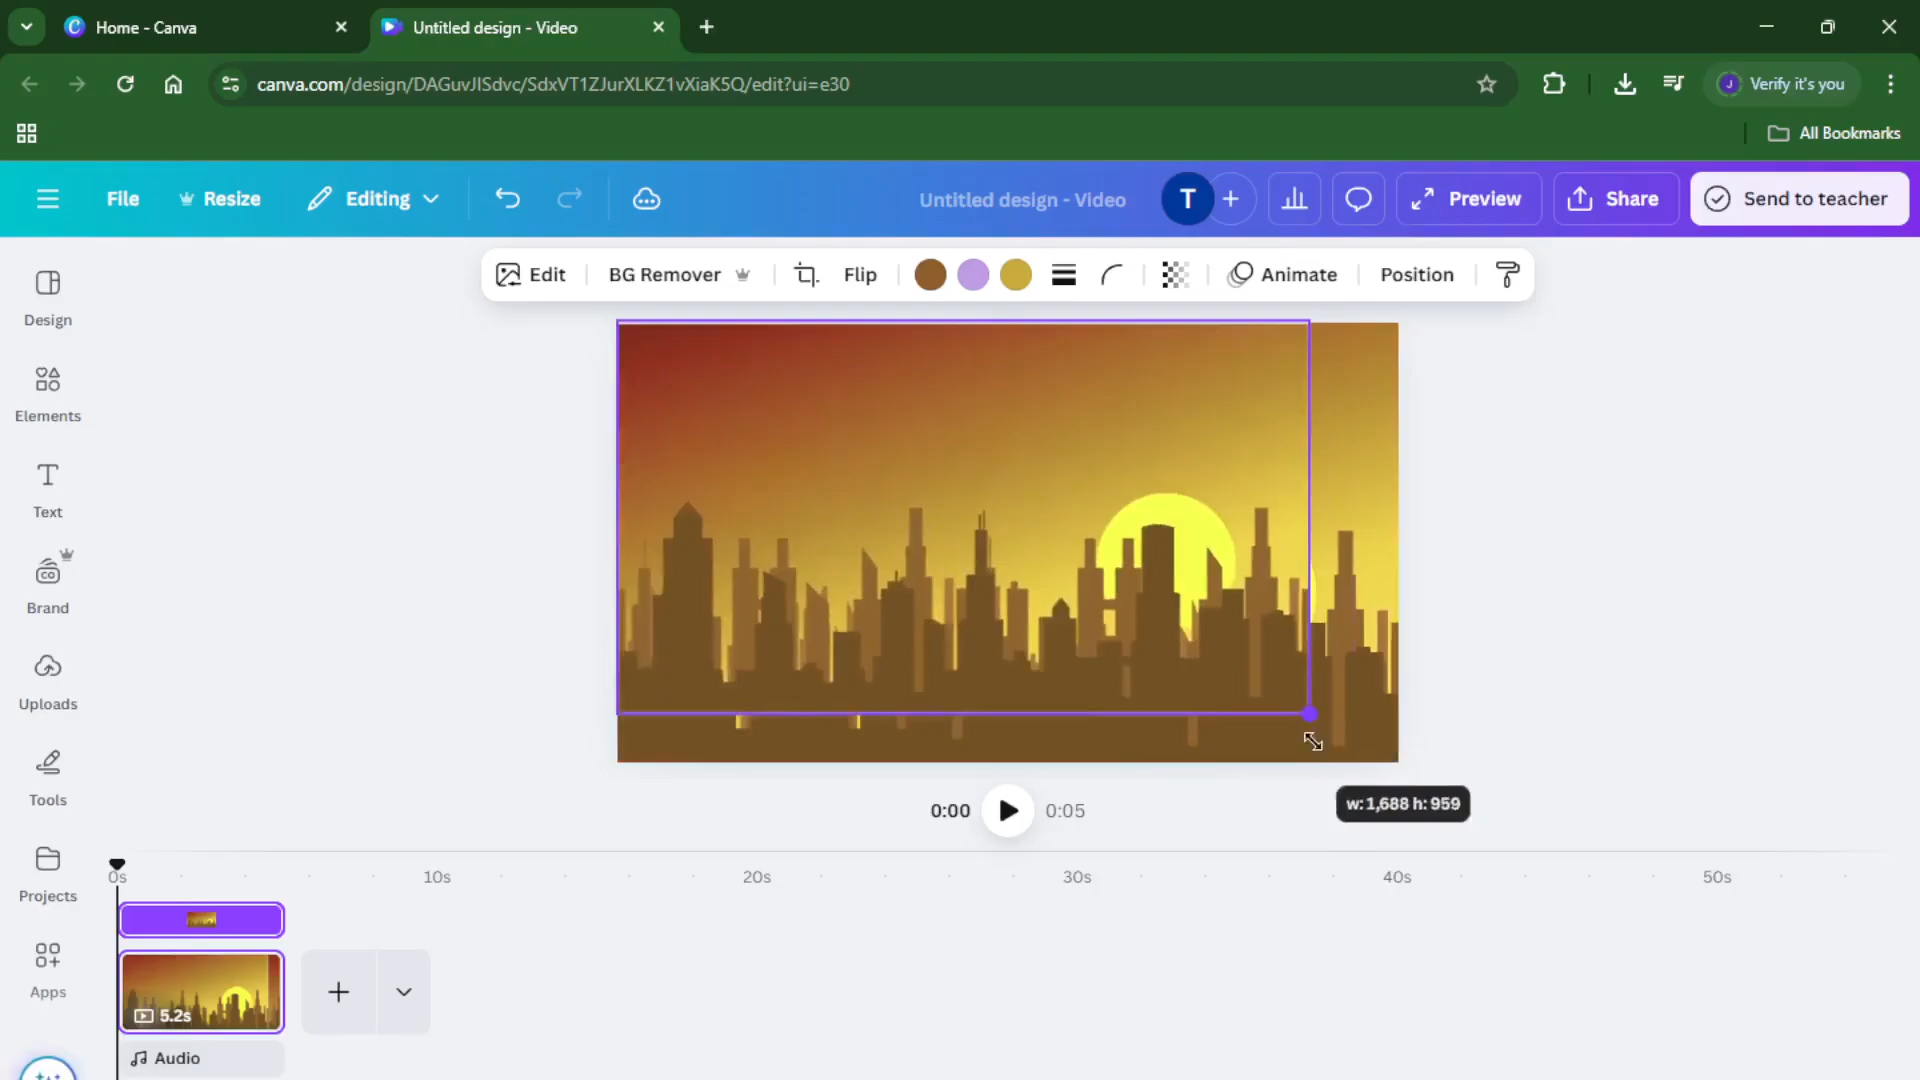 Home - Canva
Untitled design - Video
canva.com/design/DAGuvJISdvc/SdxVT1ZJurXLKZ1vXiaK5Q/edit?ui=e30
J
Verify it's you
All Bookmarks
File
Resize
Editing
Untitled design - Video
T
Preview
Share
Send to teacher
Edit
BG Remover
Flip
Animate
Position
Design
Elements
Text
CO
Brand
Uploads
Tools
Projects
Apps
w: 1,688 h: 959
0:00
0:05
0s
10s
20s
30s
40s
50s
5.2s
Audio